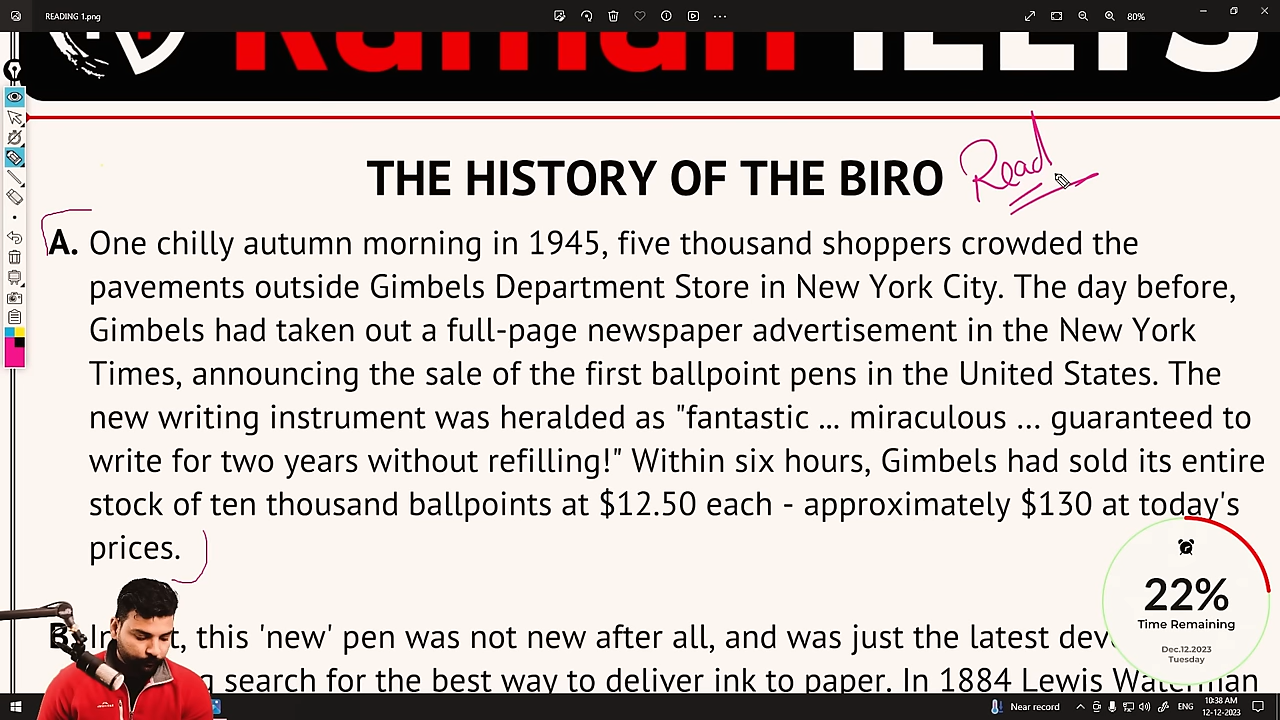 READING 1.png
80%
Raman IELTS
THE HISTORY OF THE BIRO
Read
A. One chilly autumn morning in 1945, five thousand shoppers crowded the
pavements outside Gimbels Department Store in New York City. The day before,
Gimbels had taken out a full-page newspaper advertisement in the New York
Times, announcing the sale of the first ballpoint pens in the United States. The
new writing instrument was heralded as "fantastic ... miraculous ... guaranteed to
write for two years without refilling!" Within six hours, Gimbels had sold its entire
stock of ten thousand ballpoints at $12.50 each - approximately $130 at today's
prices.
B. this 'new' pen was not new after all, and was just the latest
search for the best way to deliver ink to paper. In 1884 Lewis Waterman
22%
Time Remaining
Dec.12.2023
Tuesday
Near record
ENG
10:38 AM
12-12-2023